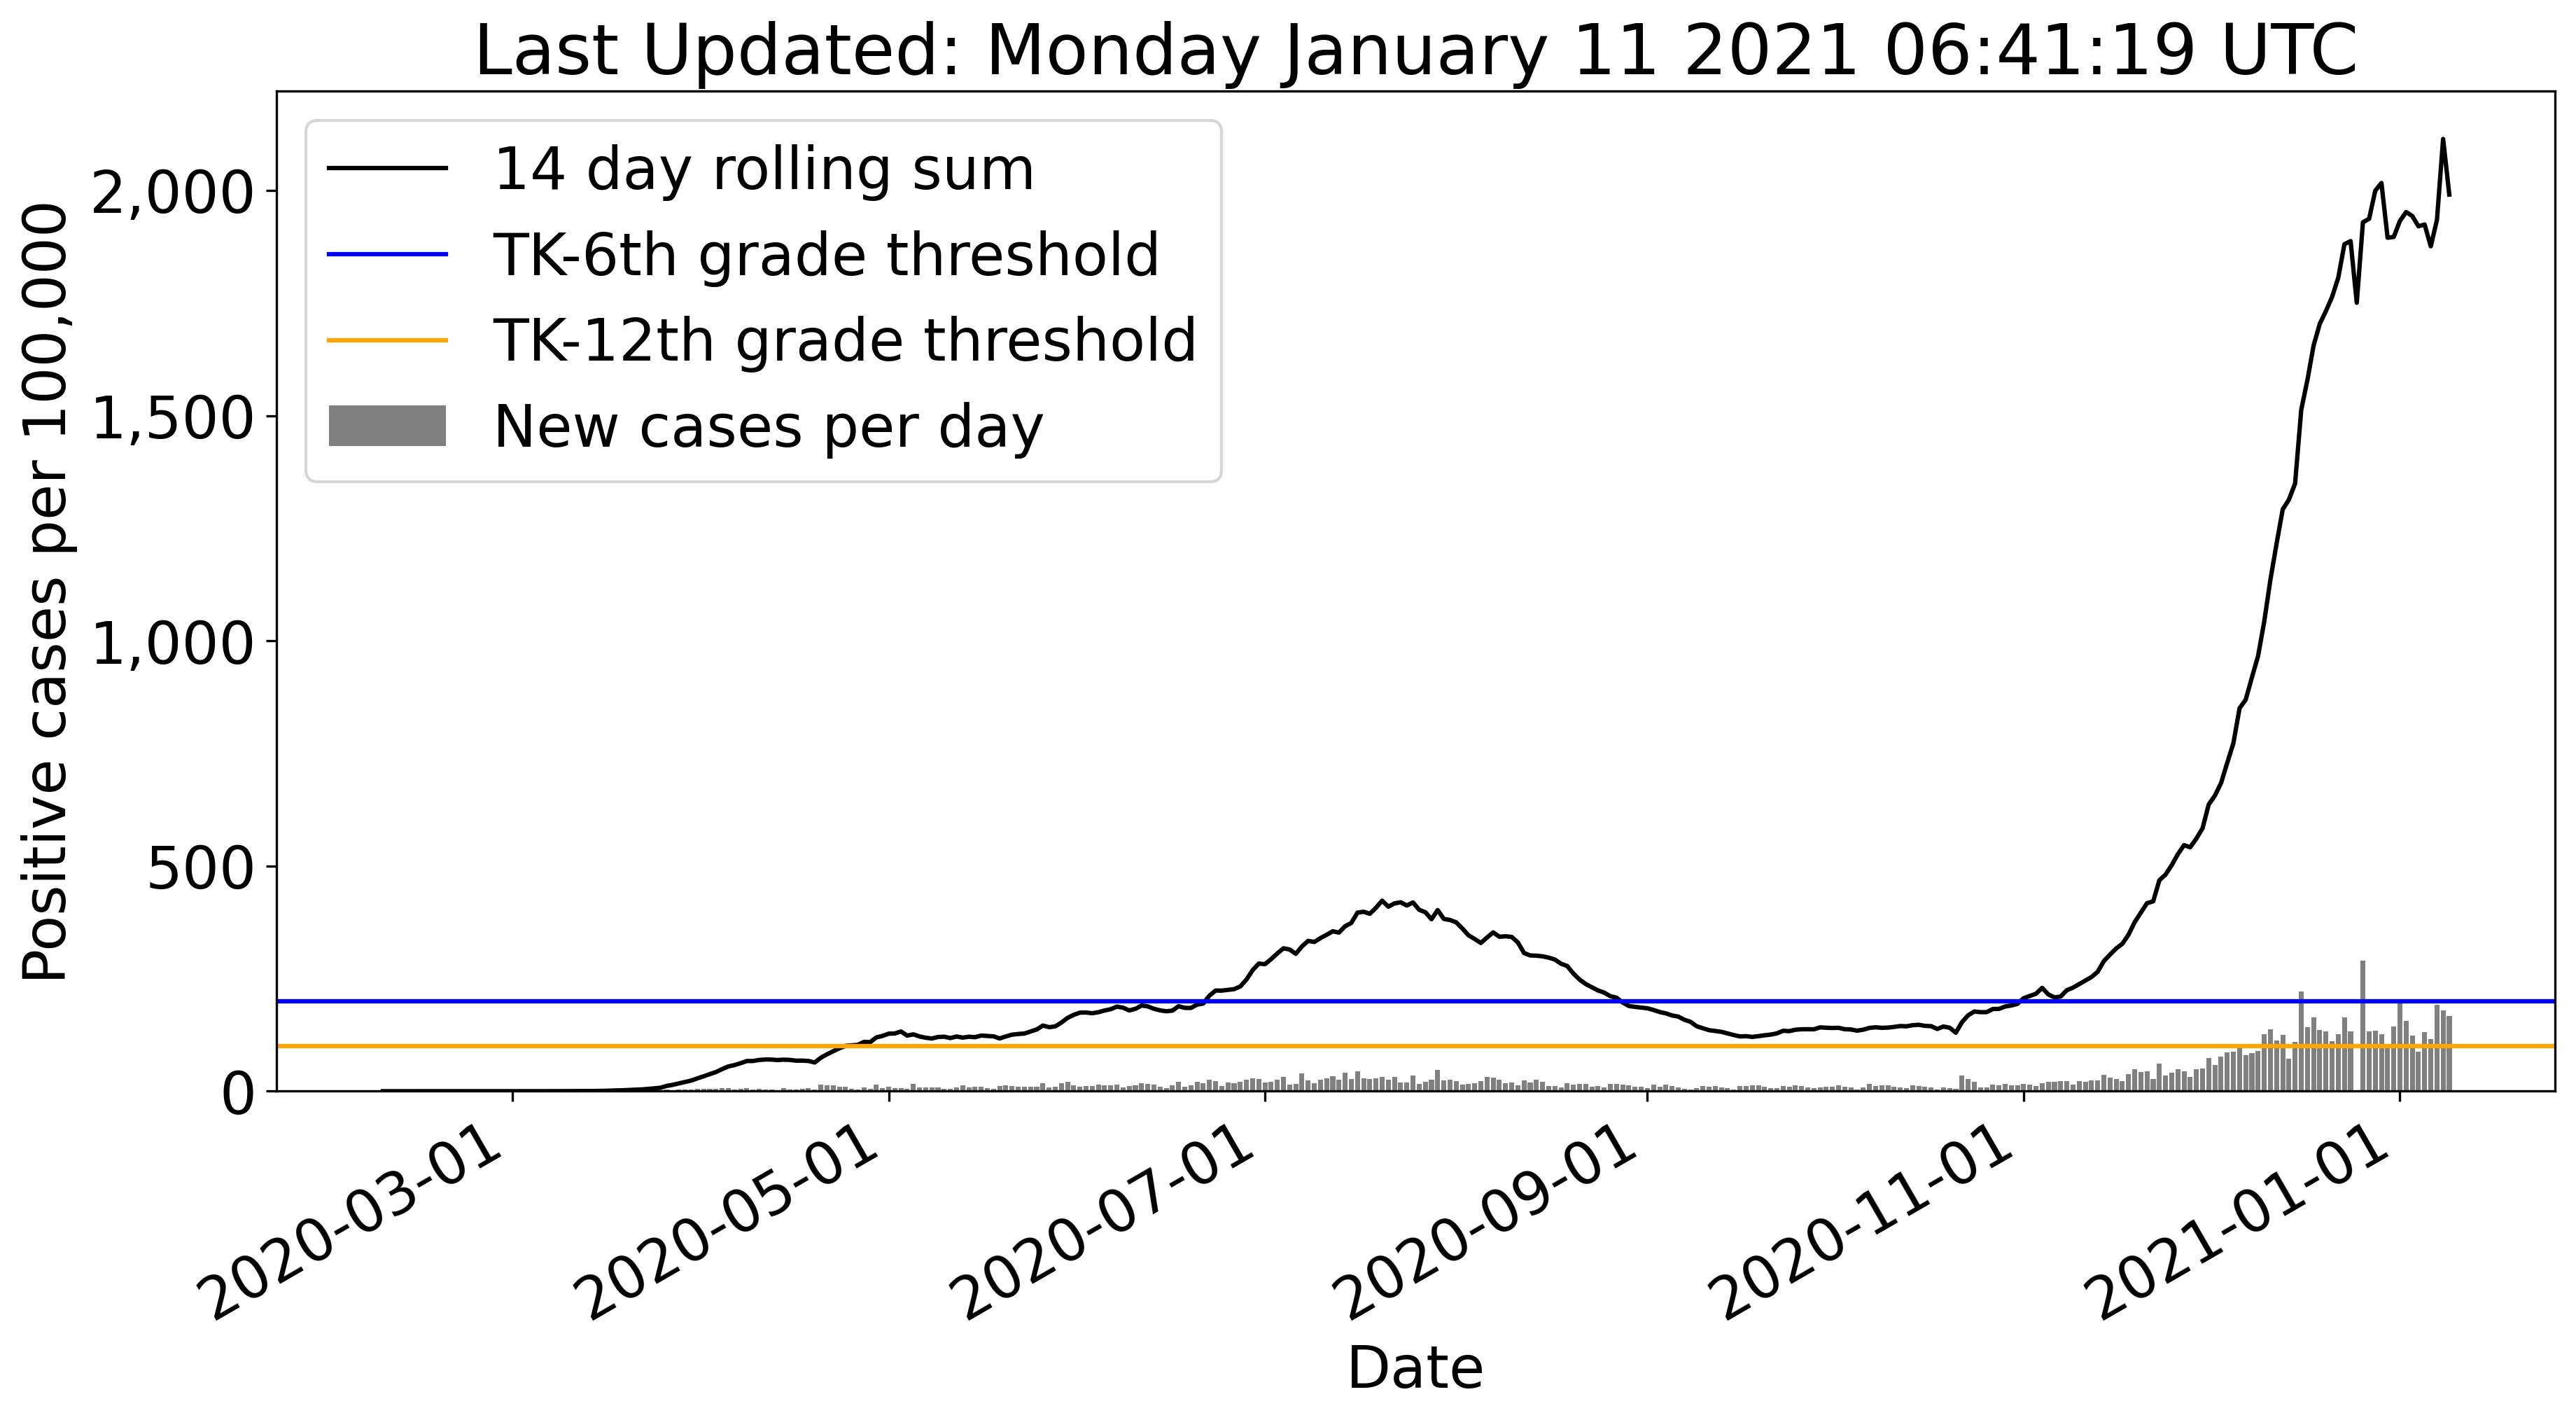 Last Updated: Monday January 11 2021 06:41:19 UTC
14 day rolling sum
TK-6th grade threshold
TK-12th grade threshold
New cases per day
Positive cases per 100,000
2,000
1,500
1,000
500
0
2020-03-01
2020-05-01
2020-07-01
2020-09-01
2020-11-01
2021-01-01
Date